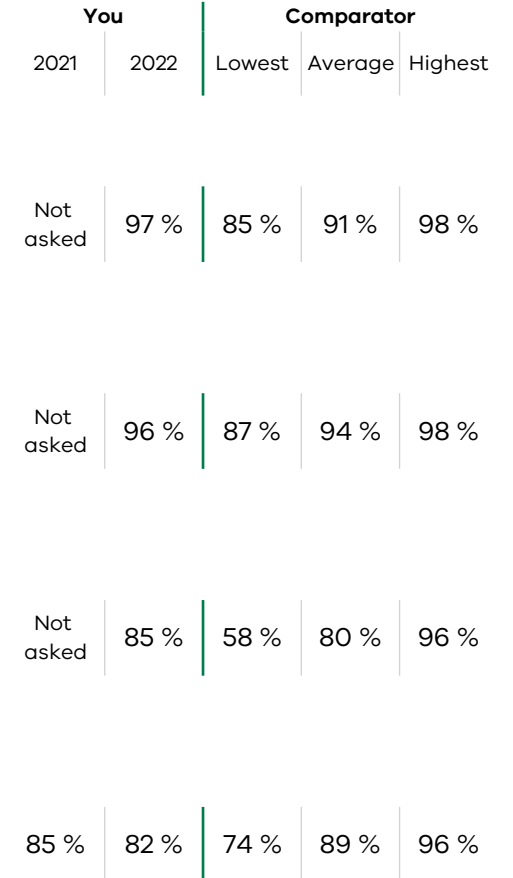 You Comparator
2021 2022 Lowest Average Highest
Not
asked 97 % 85 % 91 % 98 %
Not
asked 96 % 87 % 94 % 98 %
Not
asked 85 % 58 % 80 % 96 %
85 % 82 % 74 % 89 % 96 %